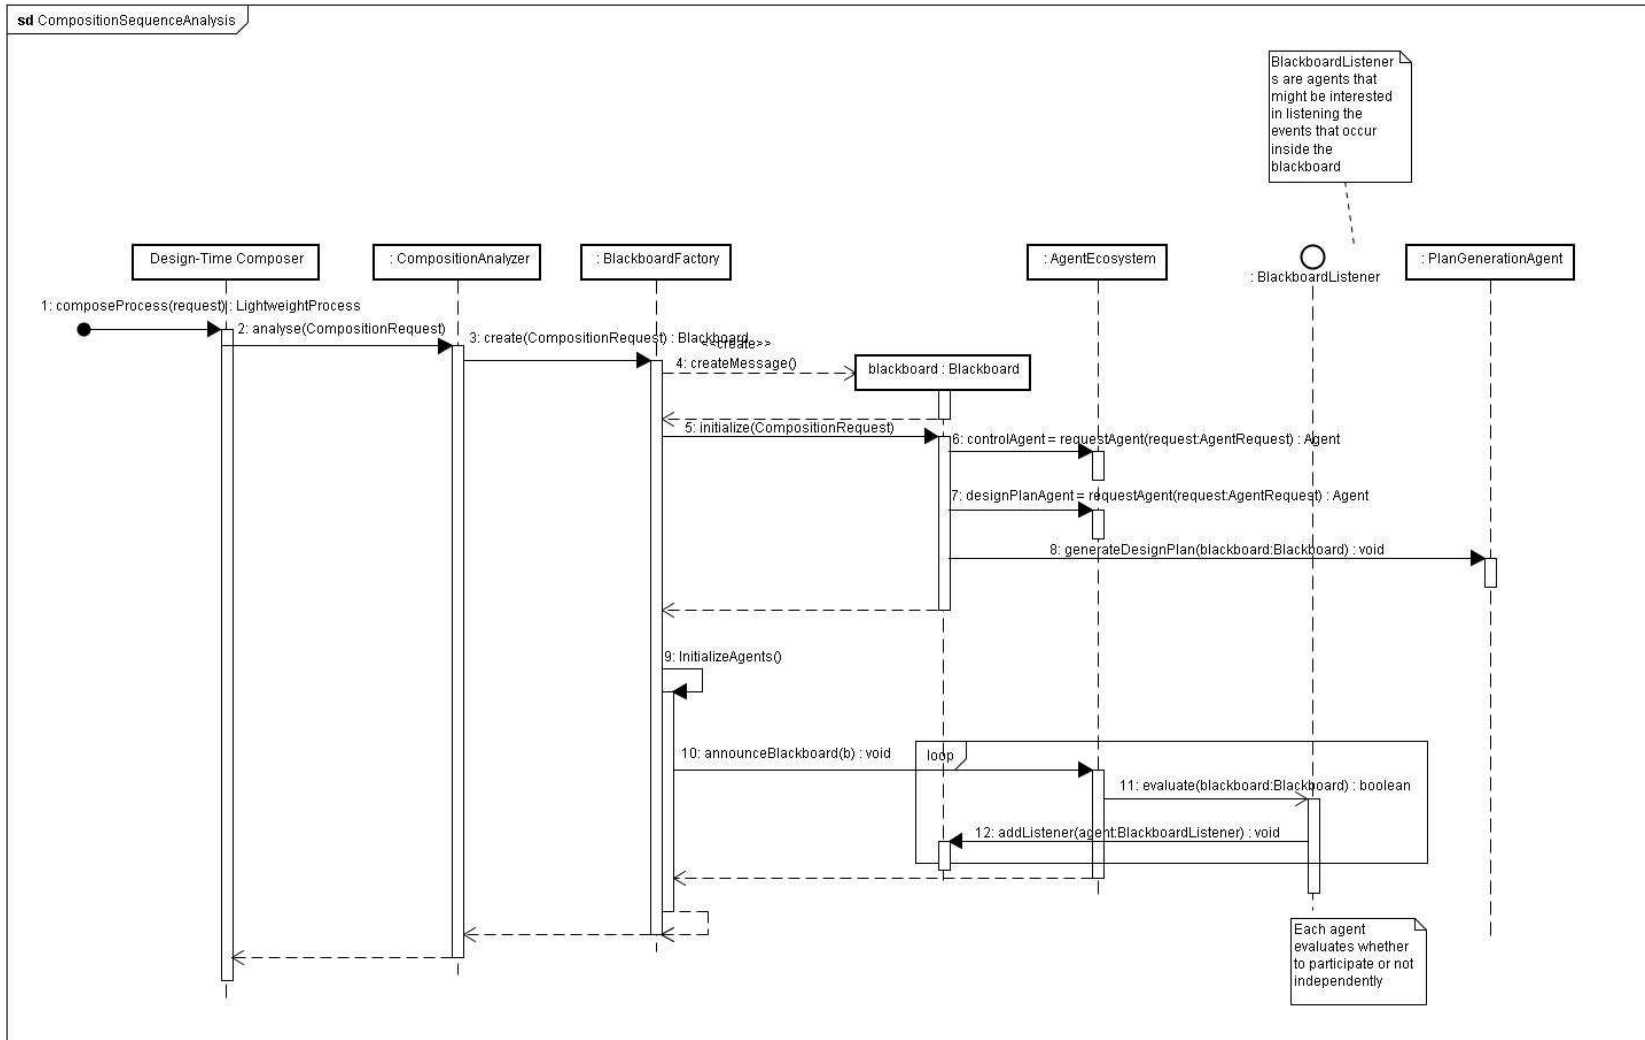 sd CompositionSequenceAnalysis
BlackboardListener
s are agents that
might be interested
in listening the
events that occur
inside the
blackboard
Design-Time Composer
: CompositionAnalyzer
: BlackboardFactory
: AgentEcosystem
: BlackboardListener
: PlanGenerationAgent
1: composeProcess(request) : LightweightProcess
2: analyse(CompositionRequest)
3: create(CompositionRequest) : Blackboard
<<create>>
4: createMessage()
blackboard : Blackboard
5: initialize(CompositionRequest)
6: controlAgent = requestAgent(request:AgentRequest) : Agent
7: designPlanAgent = requestAgent(request:AgentRequest) : Agent
8: generateDesignPlan(blackboard:Blackboard) : void
9: InitializeAgents()
10: announceBlackboard(b) : void
loop
11: evaluate(blackboard:Blackboard) : boolean
12: addListener(agent:BlackboardListener) : void
Each agent
evaluates whether
to participate or not
independently